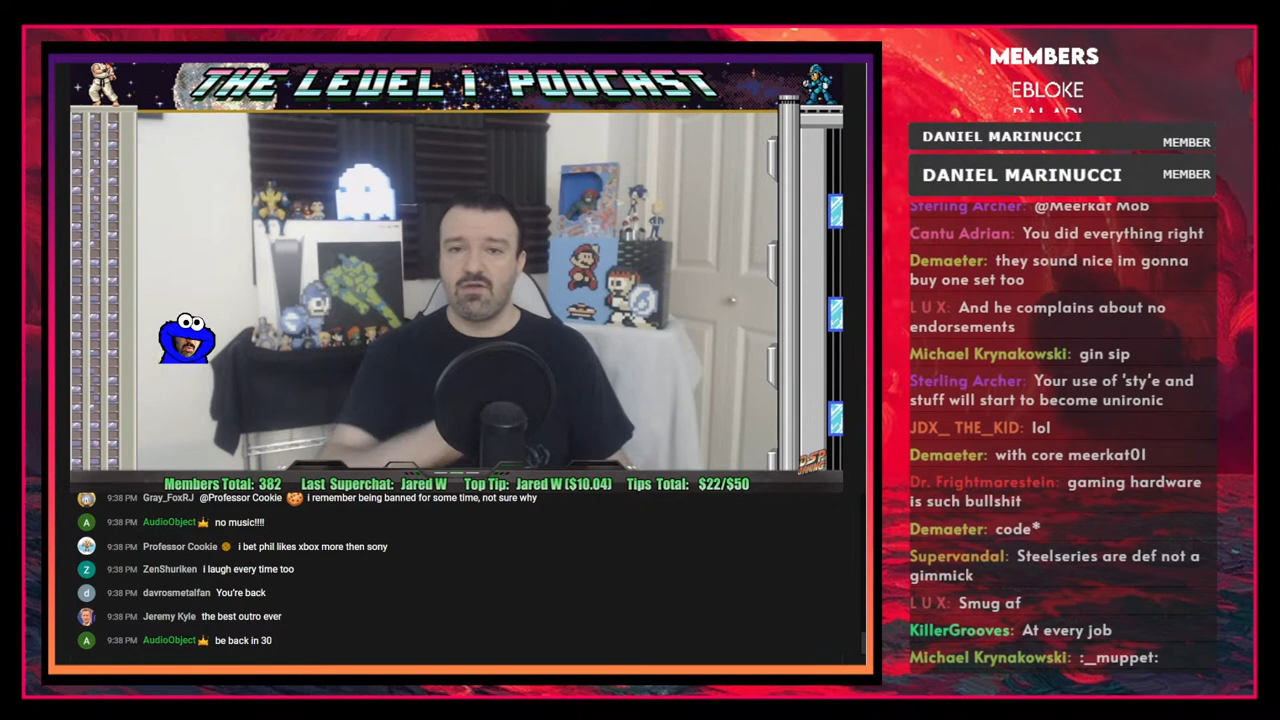 THE LEVEL 1 PODCAST
Members Total: 382 Last Superchat: Jared W Top Tip: Jared W ($10.04) Tips Total: $22/$50
9:38 PM Gray_FoxRJ @Professor Cookie 🍪 i remember being banned for some time, not sure why
A 9:38 PM AudioObject no music!!!!
9:38 PM Professor Cookie i bet phil likes xbox more then sony
Z 9:38 PM ZenShuriken i laugh every time too
d 9:38 PM davrosmetalfan You're back
9:38 PM Jeremy Kyle the best outro ever
A 9:38 PM AudioObject be back in 30
DSP
GAMING
MEMBERS
EBLOKE
DANIEL MARINUCCI MEMBER
DANIEL MARINUCCI MEMBER
Sterling Archer: @Meerkat Mob
Cantu Adrian: You did everything right
Demaeter: they sound nice im gonna
buy one set too
L U X: And he complains about no
endorsements
Michael Krynakowski: gin sip
Sterling Archer: Your use of 'sty'e and
stuff will start to become unironic
JDX_ THE_KID: lol
Demaeter: with core meerkat01
Dr. Frightmarestein: gaming hardware
is such bullshit
Demaeter: code*
Supervandal: Steelseries are def not a
gimmick
L U X: Smug af
KillerGrooves: At every job
Michael Krynakowski: :_muppet: